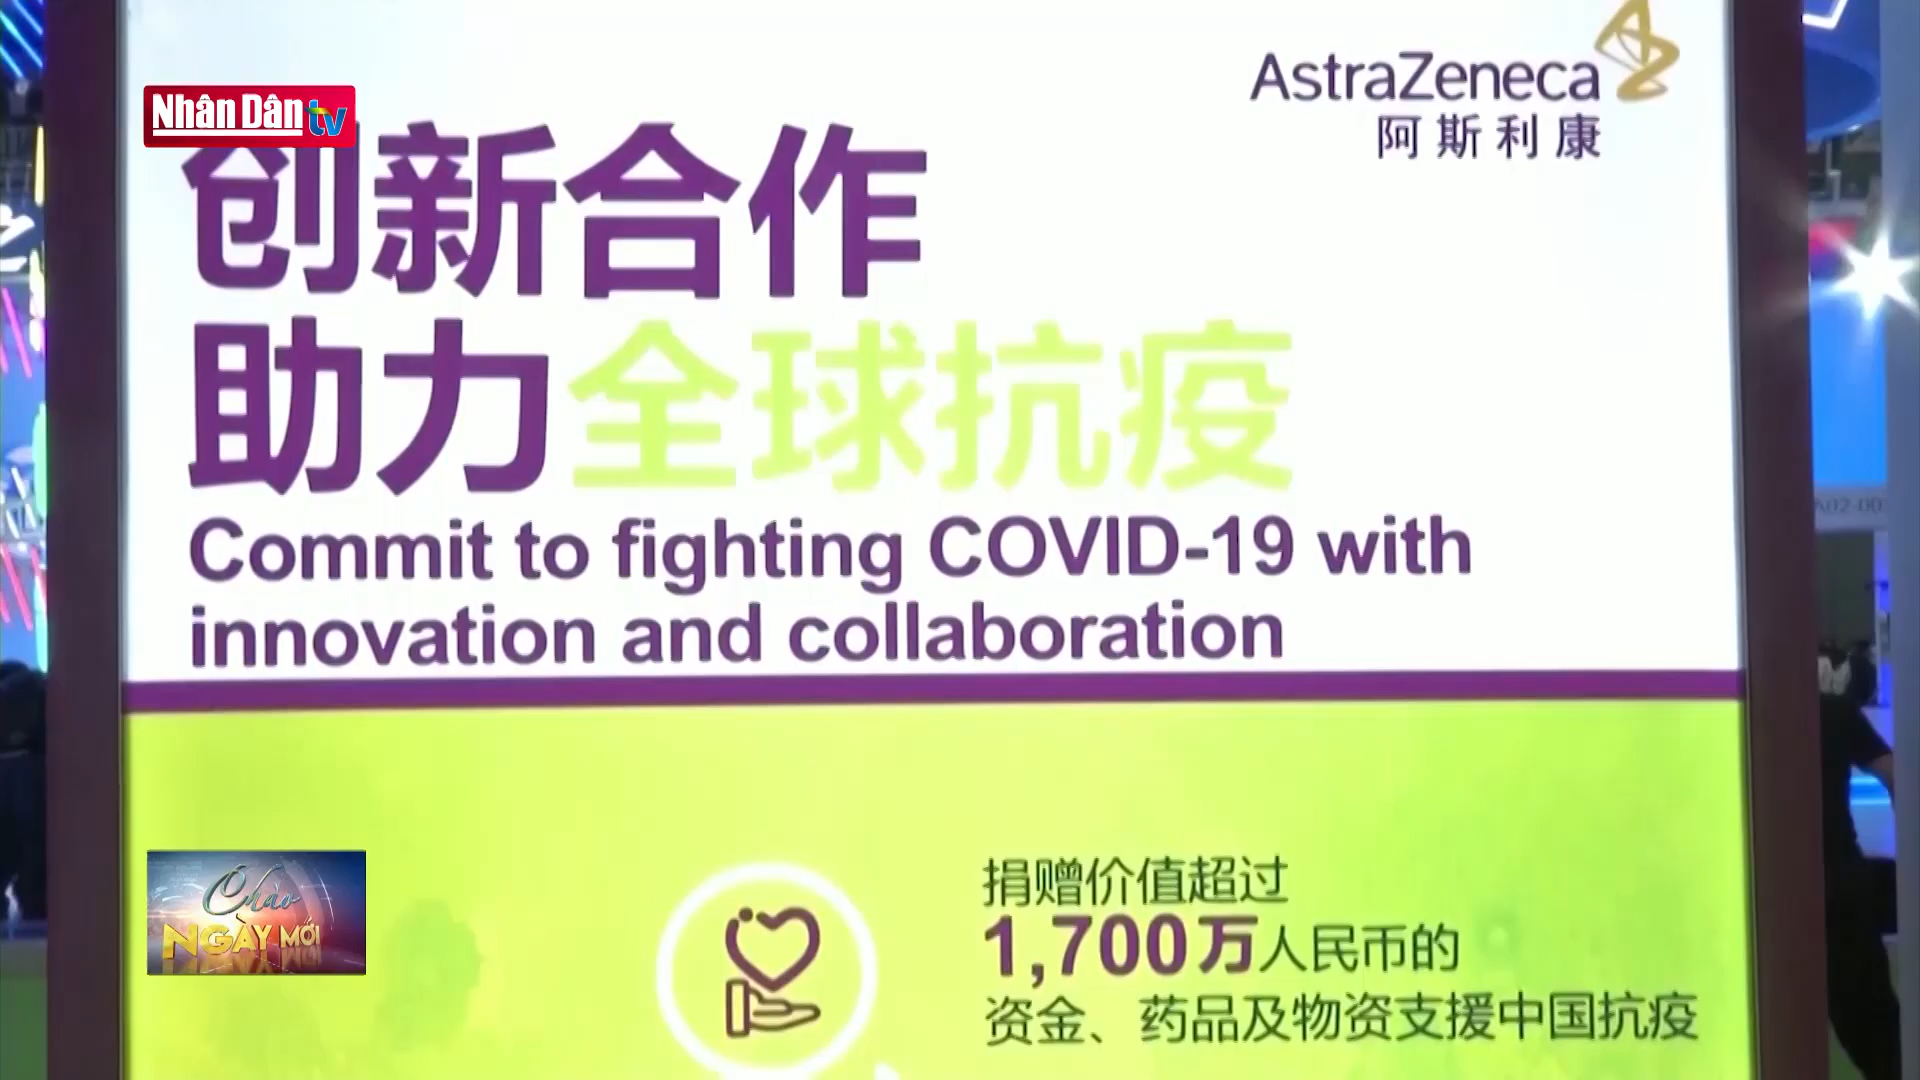 AstraZeneca
阿斯利康
Nhân Dân tv
创新合作
助力全球抗疫
Commit to fighting COVID-19 with
innovation and collaboration
Chào
NGÀY MỚI
捐赠价值超过
1,700万人民币的
资金、药品及物资支援中国抗疫